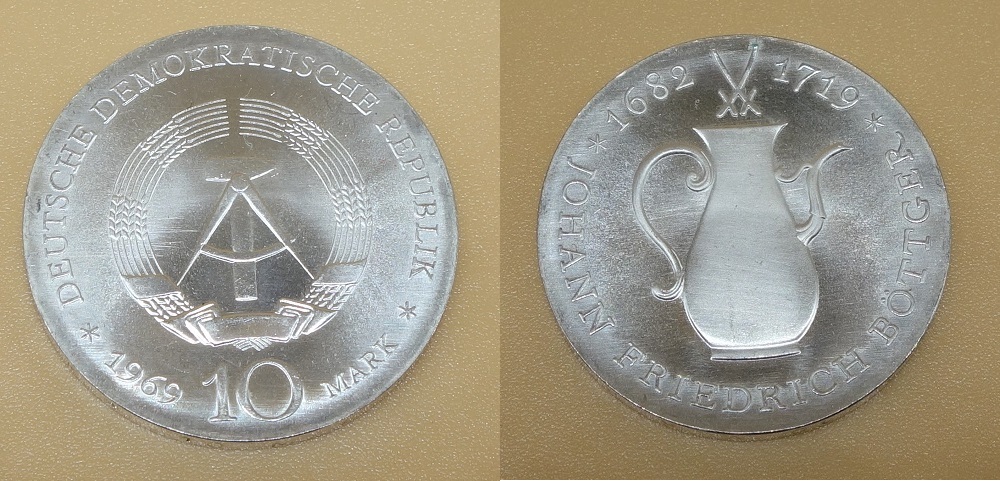 DEUTSCHE DEMOKRATISCHE REPUBLIK
* 1969 10 MARK *
1682 1719
* JOHANN FRIEDRICH BÖTTGER *